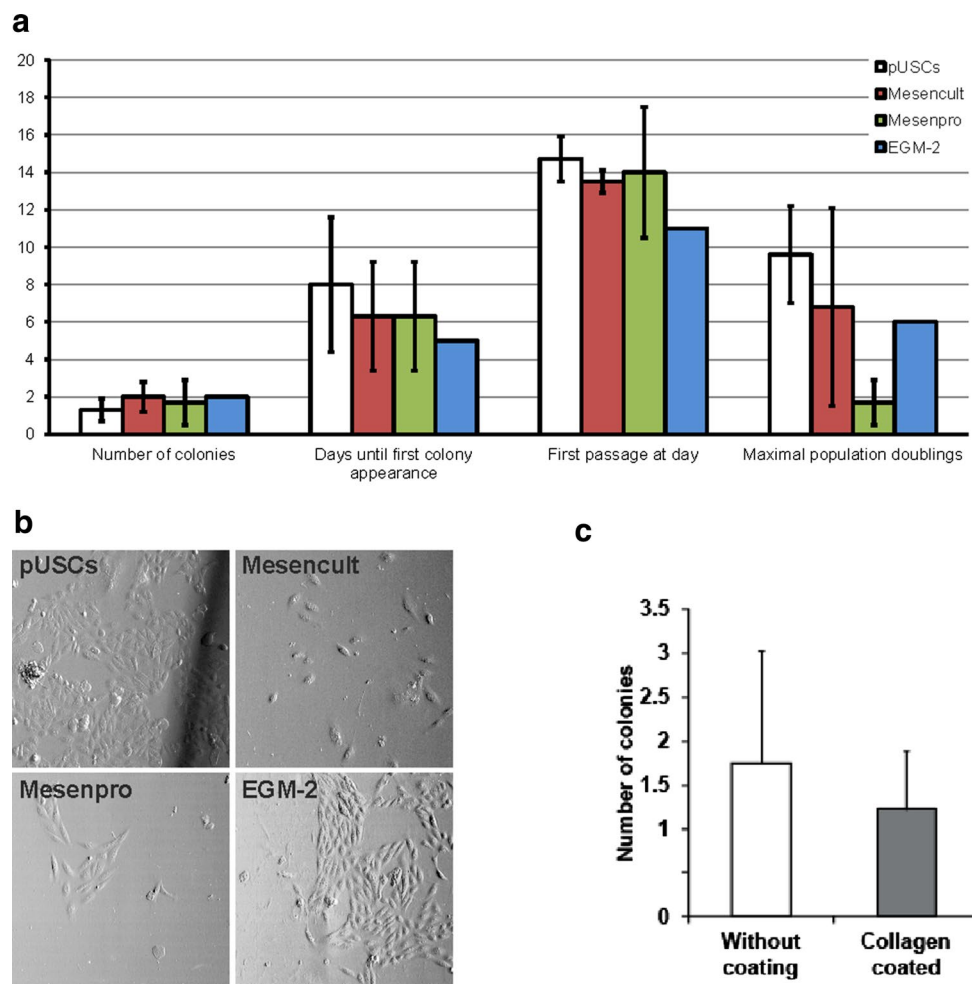 a
20
18
16
14
12
10
8
6
4
2
0
pUSCs
Mesencult
Mesenpro
EGM-2
Number of colonies
Days until first colony
appearance
First passage at day
Maximal population doublings
b
pUSCs
Mesencult
Mesenpro
EGM-2
c
Number of colonies
3.5
3
2.5
2
1.5
1
0.5
0
Without
coating
Collagen
coated